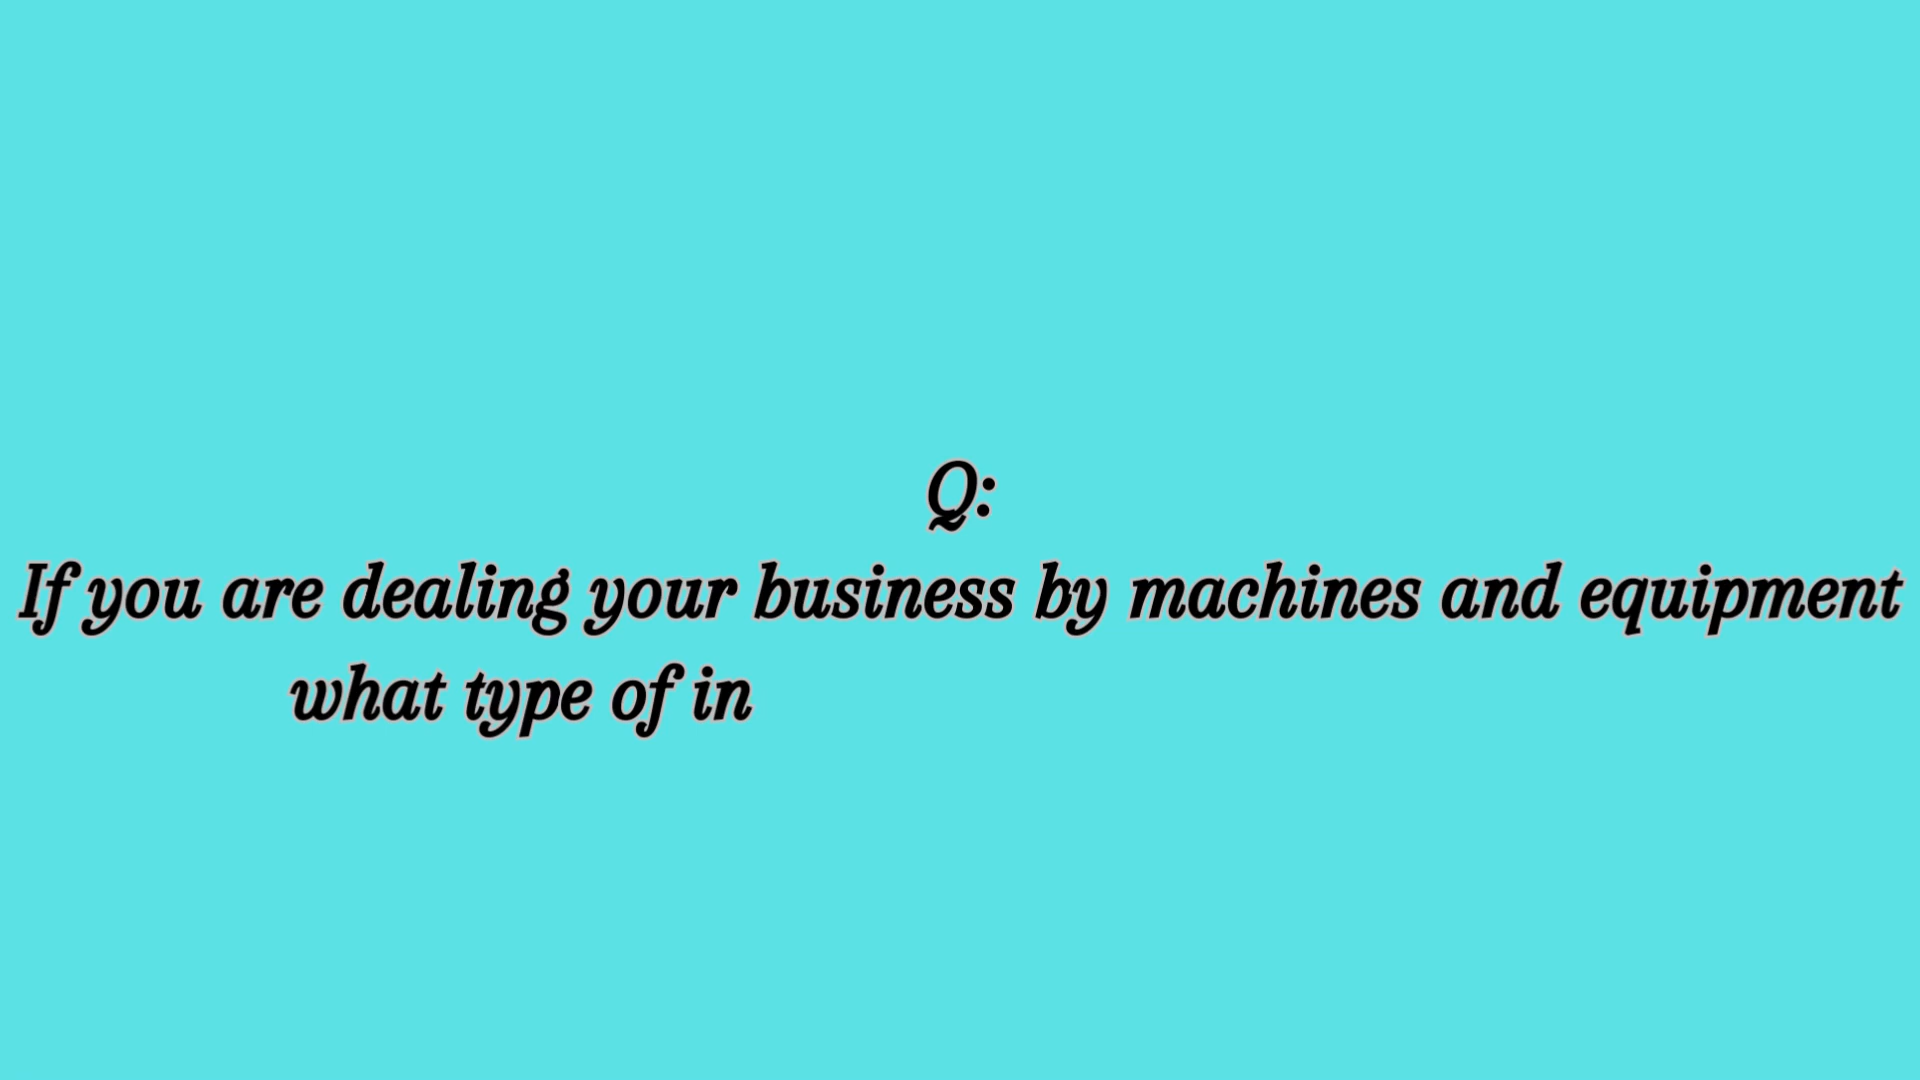 Q:
If you are dealing your business by machines and equipment
what type of in